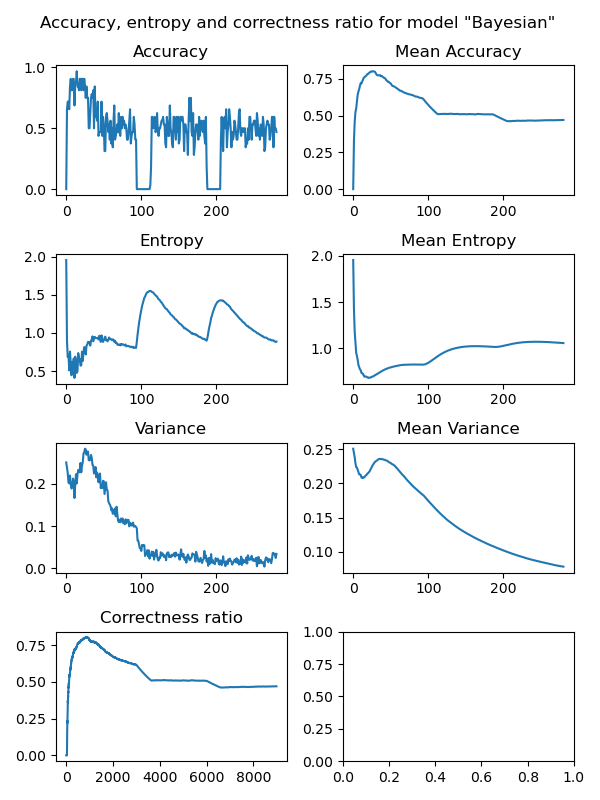 Accuracy, entropy and correctness ratio for model "Bayesian"
Accuracy
1.0
0.5
0.0
0 100 200
Mean Accuracy
0.75
0.50
0.25
0.00
0 200
Entropy
2.0
1.5
1.0
0.5
0 100 200
Mean Entropy
2.0
1.5
1.0
0 200
Variance
0.2
0.1
0.0
0 100 200
Mean Variance
0.25
0.20
0.15
0.10
0 200
Correctness ratio
0.75
0.50
0.25
0.00
0 2000 4000 6000 8000
1.00
0.75
0.50
0.25
0.00
0.0 0.2 0.4 0.6 0.8 1.0